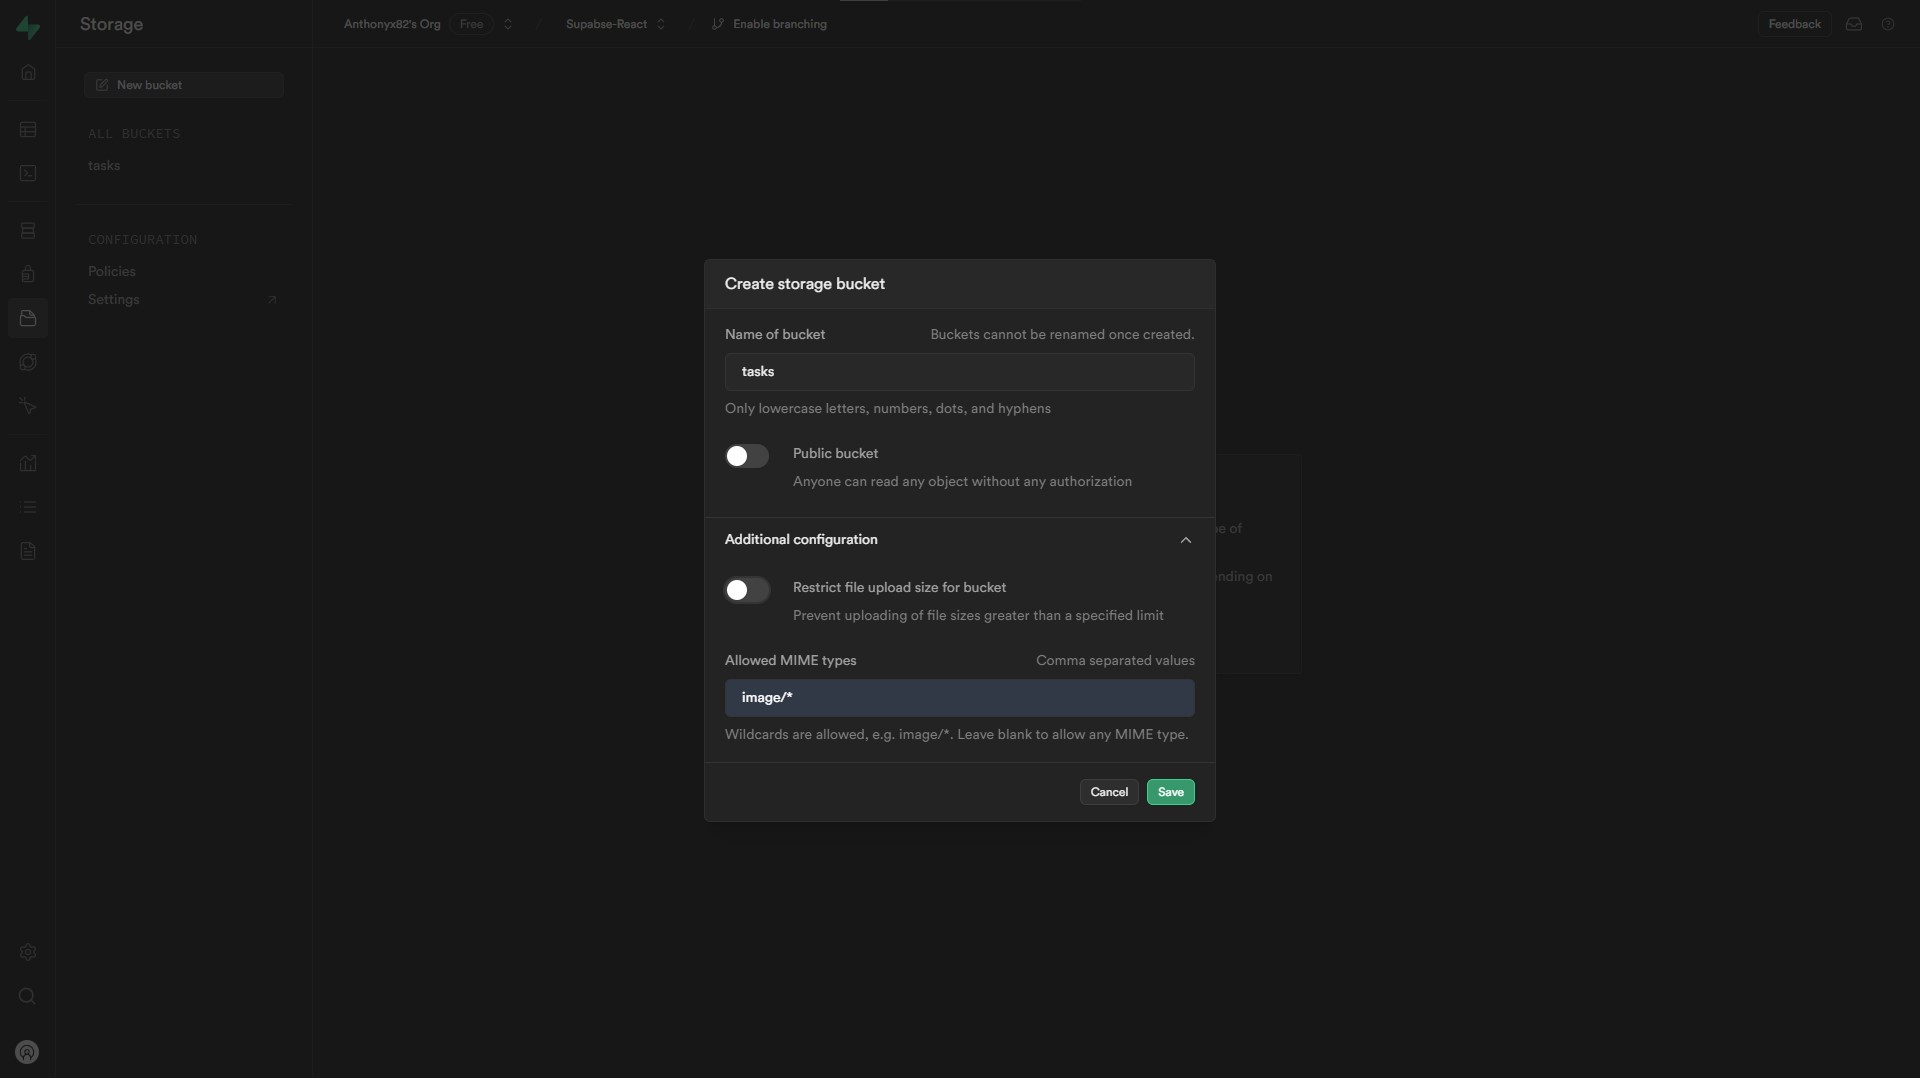 Storage
Anthonyx82's Org Free / Supabse-React / Enable branching
Feedback
New bucket
ALL BUCKETS
tasks
CONFIGURATION
Policies
Settings
Create storage bucket
Name of bucket Buckets cannot be renamed once created.
tasks
Only lowercase letters, numbers, dots, and hyphens
Public bucket
Anyone can read any object without any authorization
Additional configuration
of
Restrict file upload size for bucket
nding on
Prevent uploading of file sizes greater than a specified limit
Allowed MIME types Comma separated values
image/*
Wildcards are allowed, e.g. image/*. Leave blank to allow any MIME type.
Cancel Save